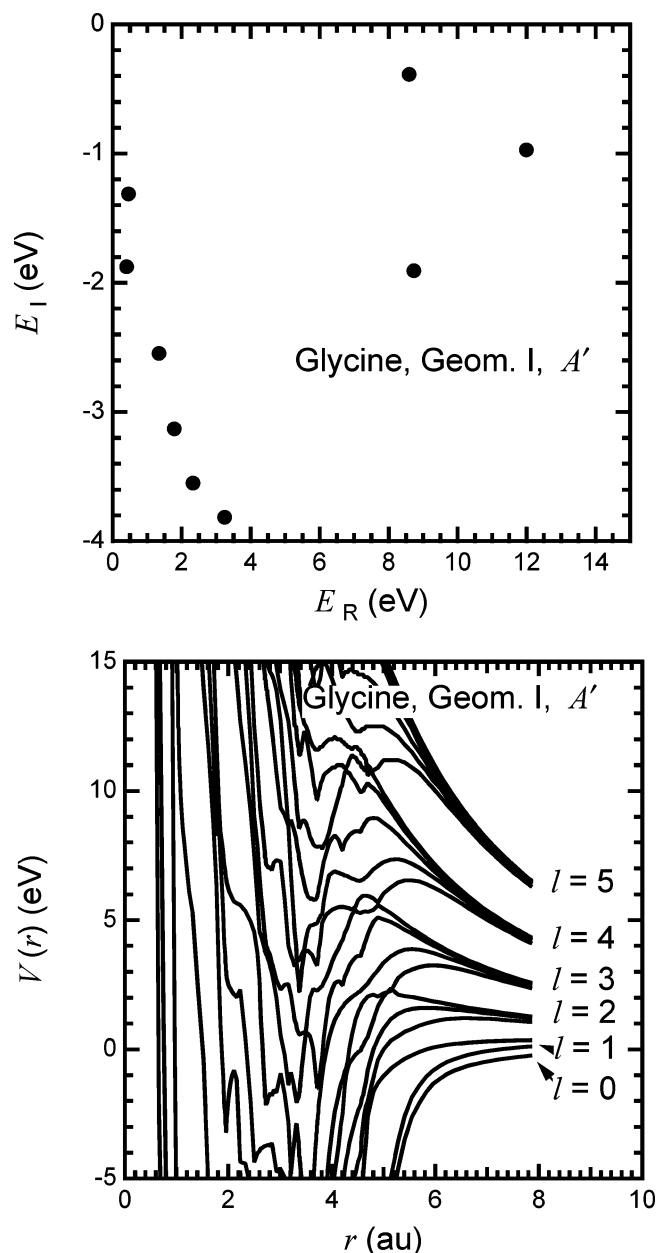 0
-1
-2
-3
-4
E I (eV)
Glycine, Geom. I, A′
0 2 4 6 8 10 12 14
E R (eV)
15
10
5
0
-5
V (r) (eV)
Glycine, Geom. I, A′
l = 5
l = 4
l = 3
l = 2
l = 1
l = 0
0 2 4 6 8 10
r (au)